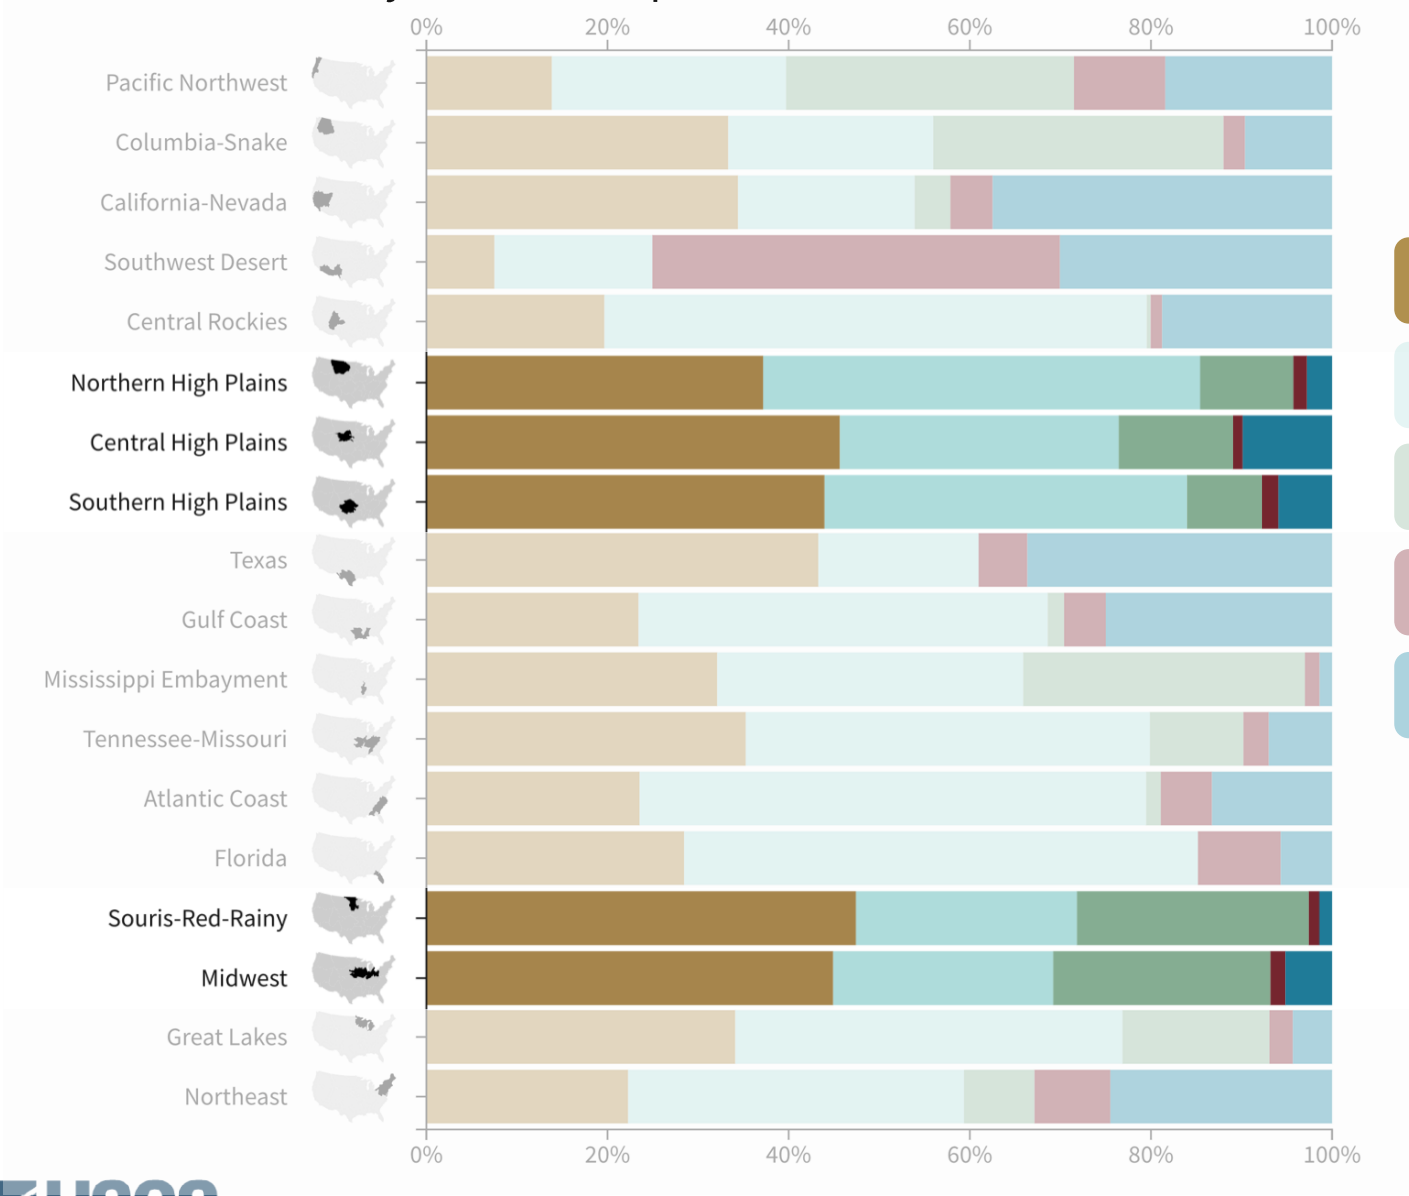 0% 20% 40% 60% 80% 100%
Pacific Northwest
Columbia-Snake
California-Nevada
Southwest Desert
Central Rockies
Northern High Plains
Central High Plains
Southern High Plains
Texas
Gulf Coast
Mississippi Embayment
Tennessee-Missouri
Atlantic Coast
Florida
Souris-Red-Rainy
Midwest
Great Lakes
Northeast
0% 20% 40% 60% 80% 100%